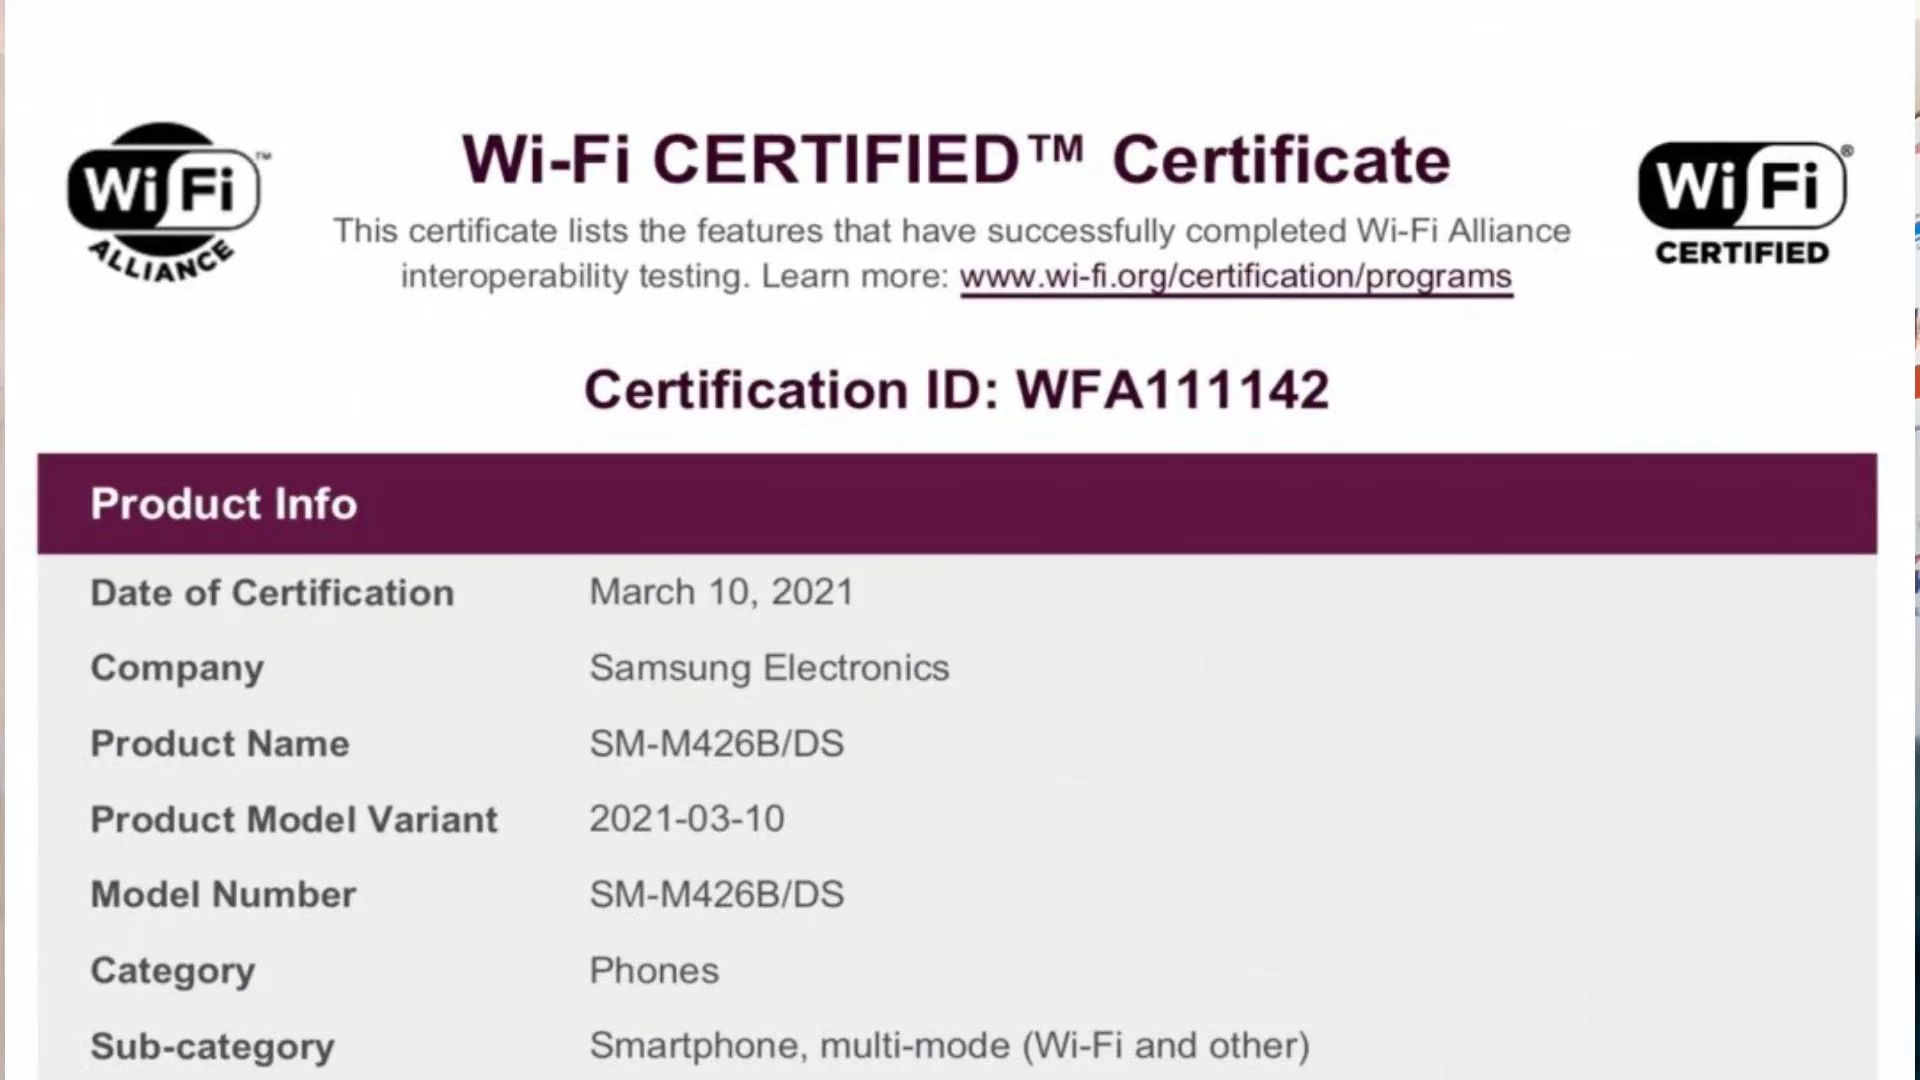 Wi Fi™
ALLIANCE
Wi-Fi CERTIFIED™ Certificate
This certificate lists the features that have successfully completed Wi-Fi Alliance
interoperability testing. Learn more: www.wi-fi.org/certification/programs
Wi Fi®
CERTIFIED
Certification ID: WFA111142
Product Info
Date of Certification March 10, 2021
Company Samsung Electronics
Product Name SM-M426B/DS
Product Model Variant 2021-03-10
Model Number SM-M426B/DS
Category Phones
Sub-category Smartphone, multi-mode (Wi-Fi and other)